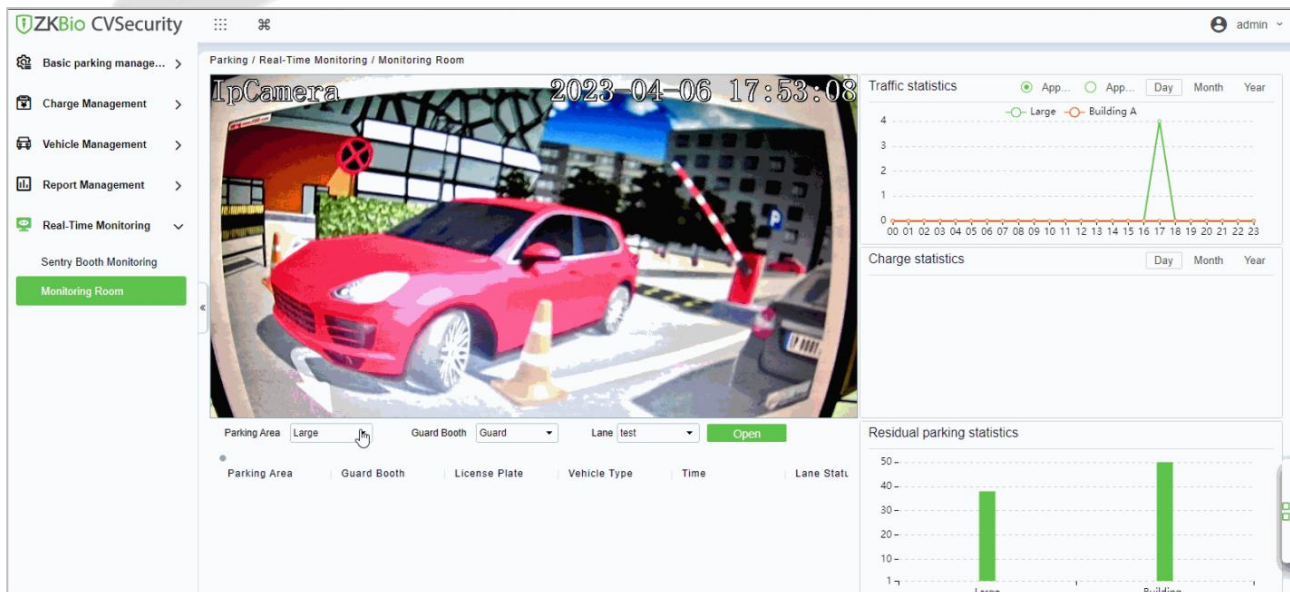 ZKBio CVSecurity
admin
Basic parking manage...
Charge Management
Vehicle Management
Report Management
Real-Time Monitoring
Sentry Booth Monitoring
Monitoring Room
Parking / Real-Time Monitoring / Monitoring Room
IpCamera 2023-04-06 17:53:08
P
Parking Area Large Guard Booth Guard Lane test Open
Parking Area Guard Booth License Plate Vehicle Type Time Lane Statu
Traffic statistics App... App... Day Month Year
Large Building A
4
3
2
1
0
00 01 02 03 04 05 06 07 08 09 10 11 12 13 14 15 16 17 18 19 20 21 22 23
Charge statistics Day Month Year
Residual parking statistics
50
40
30
20
10
1
Large Building